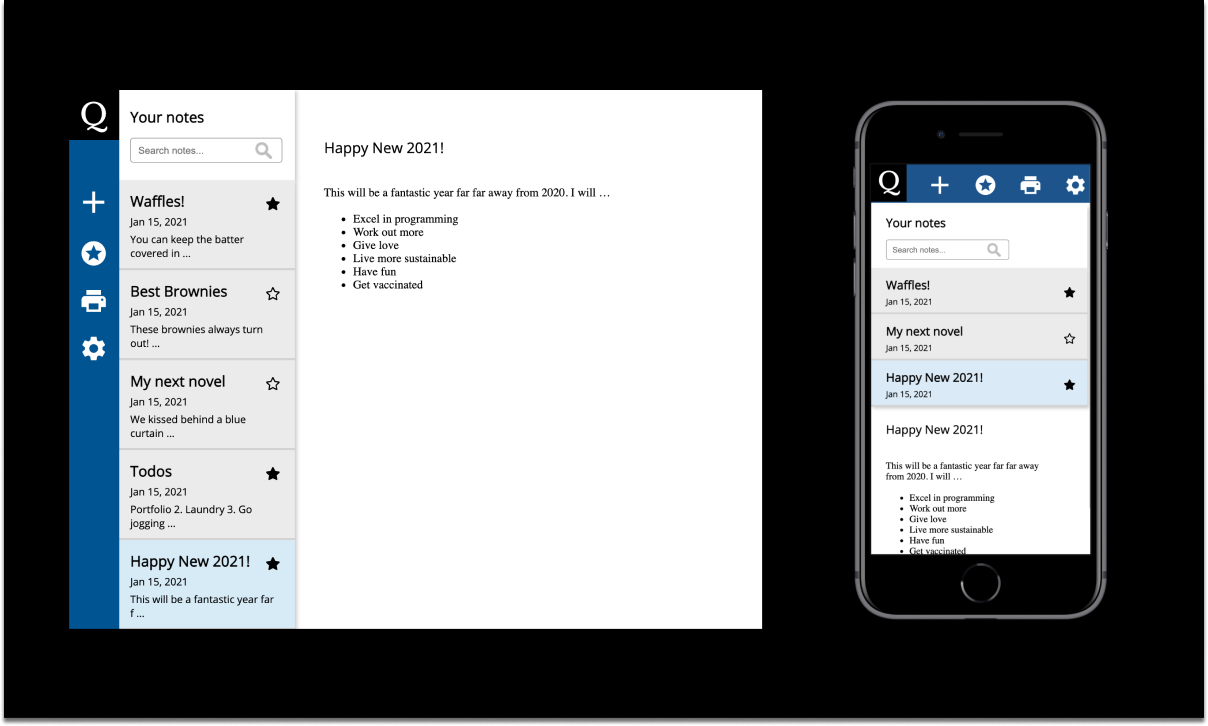 Q
Your notes
Search notes...
Waffles!
Jan 15, 2021
You can keep the batter
covered in ...
Best Brownies
Jan 15, 2021
These brownies always turn
out! ...
My next novel
Jan 15, 2021
We kissed behind a blue
curtain ...
Todos
Jan 15, 2021
Portfolio 2. Laundry 3. Go
jogging ...
Happy New 2021!
Jan 15, 2021
This will be a fantastic year far
f ...
Happy New 2021!
This will be a fantastic year far far away from 2020. I will …
• Excel in programming
• Work out more
• Give love
• Live more sustainable
• Have fun
• Get vaccinated
Q
Your notes
Search notes...
Waffles!
Jan 15, 2021
My next novel
Jan 15, 2021
Happy New 2021!
Jan 15, 2021
Happy New 2021!
This will be a fantastic year far far away
from 2020. I will …
• Excel in programming
• Work out more
• Give love
• Live more sustainable
• Have fun
• Get vaccinated